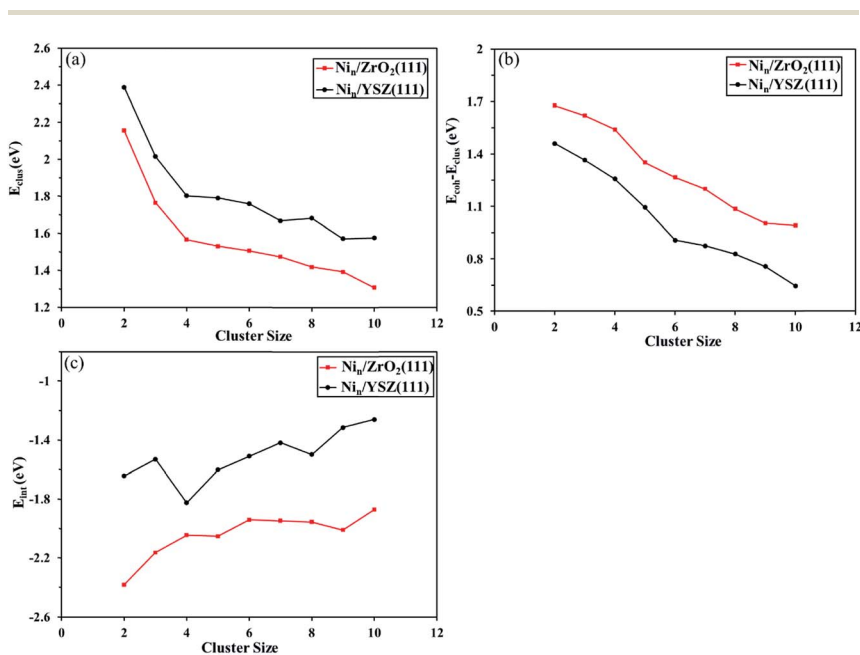 (a)
Niₙ/ZrO₂(111)
Niₙ/YSZ(111)
2.6
2.4
2.2
2
1.8
1.6
1.4
1.2
E_clus(eV)
0 2 4 6 8 10 12
Cluster Size
(b)
Niₙ/ZrO₂(111)
Niₙ/YSZ(111)
2
1.7
1.4
1.1
0.8
0.5
E_coh-E_clus (eV)
0 2 4 6 8 10 12
Cluster Size
(c)
Niₙ/ZrO₂(111)
Niₙ/YSZ(111)
-1
-1.4
-1.8
-2.2
-2.6
E_int (eV)
0 2 4 6 8 10 12
Cluster Size